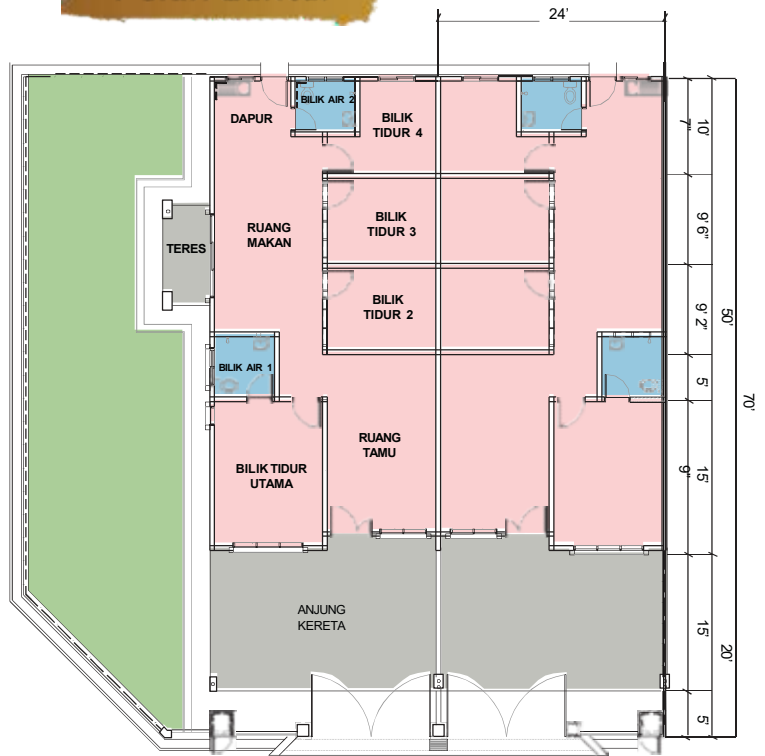 24'
BILIK AIR 2
DAPUR
BILIK
TIDUR 4
10'
7"
BILIK
TIDUR 3
RUANG
MAKAN
TERES
9' 6"
BILIK
TIDUR 2
9' 2"
50'
BILIK AIR 1
5'
70'
RUANG
TAMU
BILIK TIDUR
UTAMA
15'
9"
ANJUNG
KERETA
15'
20'
5'